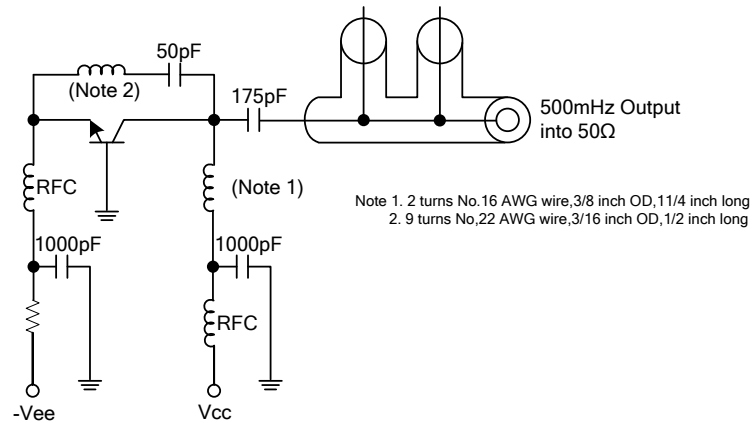 50pF
(Note 2)
175pF
500mHz Output
into 50Ω
RFC
(Note 1)
Note 1. 2 turns No.16 AWG wire,3/8 inch OD,11/4 inch long
2. 9 turns No,22 AWG wire,3/16 inch OD,1/2 inch long
1000pF
1000pF
RFC
-Vee
Vcc